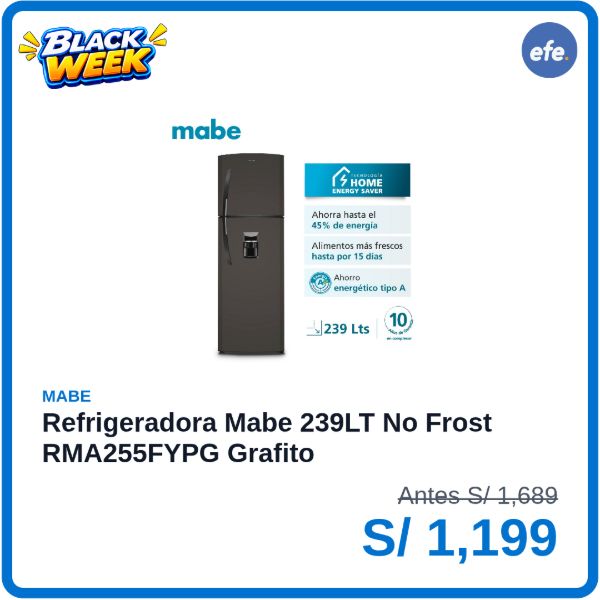 BLACK
WEEK
efe.
mabe
TECNOLOGÍA
HOME
ENERGY SAVER
Ahorra hasta el
45% de energía
Alimentos más frescos
hasta por 15 días
Ahorro
energético tipo A
239 Lts
10
en compresor
MABE
Refrigeradora Mabe 239LT No Frost
RMA255FYPG Grafito
Antes S/ 1,689
S/ 1,199